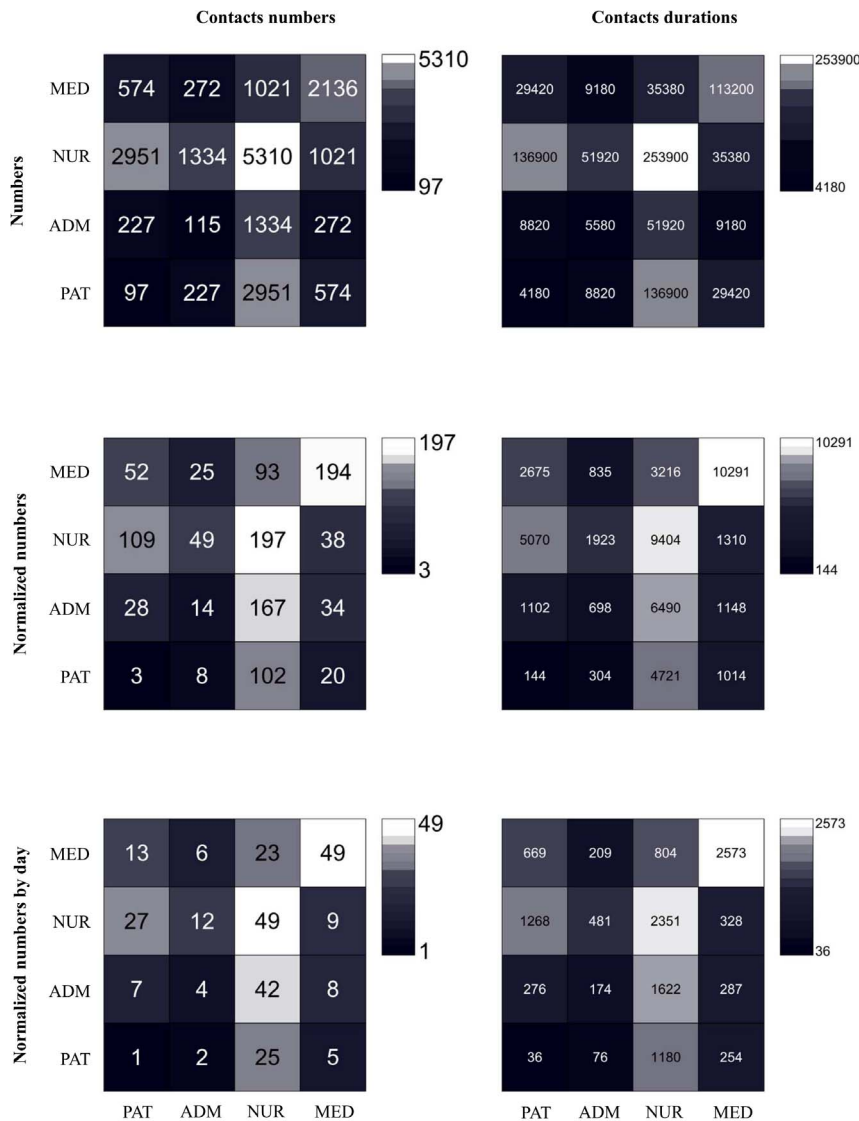 Contacts numbers Contacts durations
Numbers
MED 574 272 1021 2136
NUR 2951 1334 5310 1021
ADM 227 115 1334 272
PAT 97 227 2951 574
5310
97
29420 9180 35380 113200
136900 51920 253900 35380
8820 5580 51920 9180
4180 8820 136900 29420
253900
4180
Normalized numbers
MED 52 25 93 194
NUR 109 49 197 38
ADM 28 14 167 34
PAT 3 8 102 20
197
3
2675 835 3216 10291
5070 1923 9404 1310
1102 698 6490 1148
144 304 4721 1014
10291
144
Normalized numbers by day
MED 13 6 23 49
NUR 27 12 49 9
ADM 7 4 42 8
PAT 1 2 25 5
49
1
669 209 804 2573
1268 481 2351 328
276 174 1622 287
36 76 1180 254
2573
36
PAT ADM NUR MED PAT ADM NUR MED